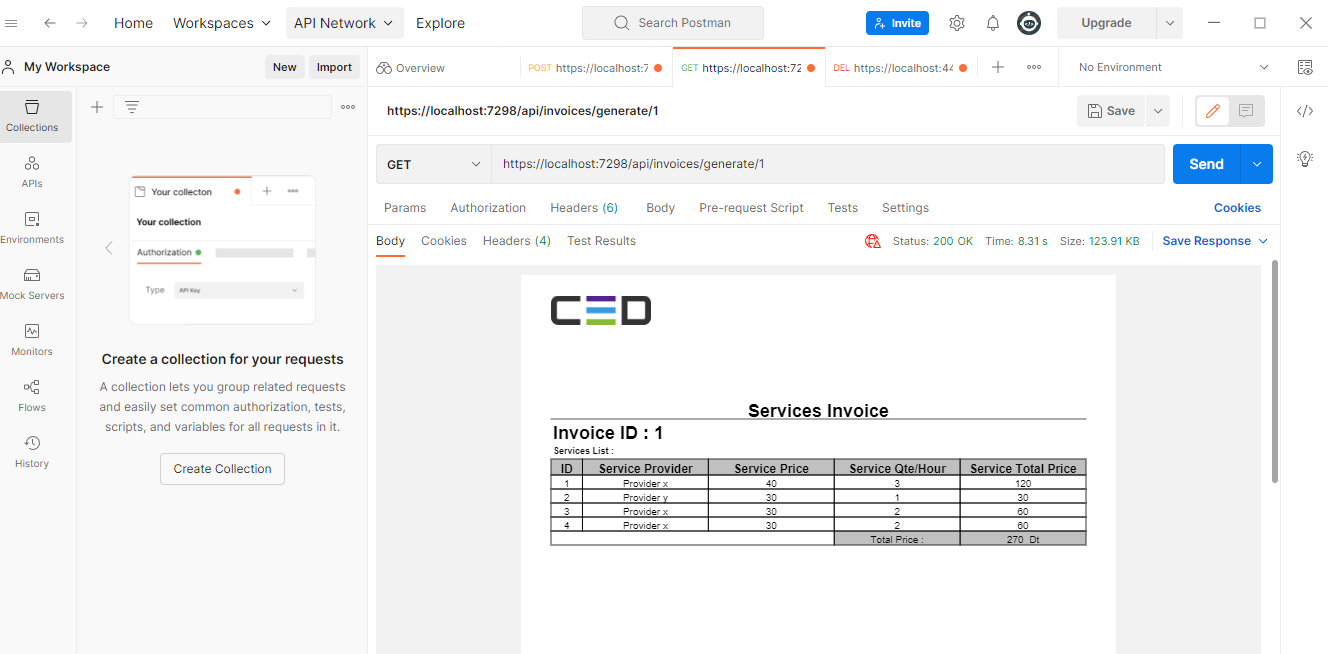 Home Workspaces API Network Explore Search Postman Invite Upgrade
My Workspace New Import
Overview POST https://localhost:7 GET https://localhost:72 DEL https://localhost:44 No Environment
Collections
APIs
Environments
Mock Servers
Monitors
Flows
History
Your collecton
Your collection
Authorization
Type API Key
Create a collection for your requests
A collection lets you group related requests
and easily set common authorization, tests,
scripts, and variables for all requests in it.
Create Collection
https://localhost:7298/api/invoices/generate/1 Save
GET https://localhost:7298/api/invoices/generate/1 Send
Params Authorization Headers (6) Body Pre-request Script Tests Settings Cookies
Body Cookies Headers (4) Test Results Status: 200 OK Time: 8.31 s Size: 123.91 KB Save Response
CED
Services Invoice
Invoice ID : 1
Services List :
ID Service Provider Service Price Service Qte/Hour Service Total Price
1 Provider x 40 3 120
2 Provider y 30 1 30
3 Provider x 30 2 60
4 Provider x 30 2 60
Total Price : 270 Dt